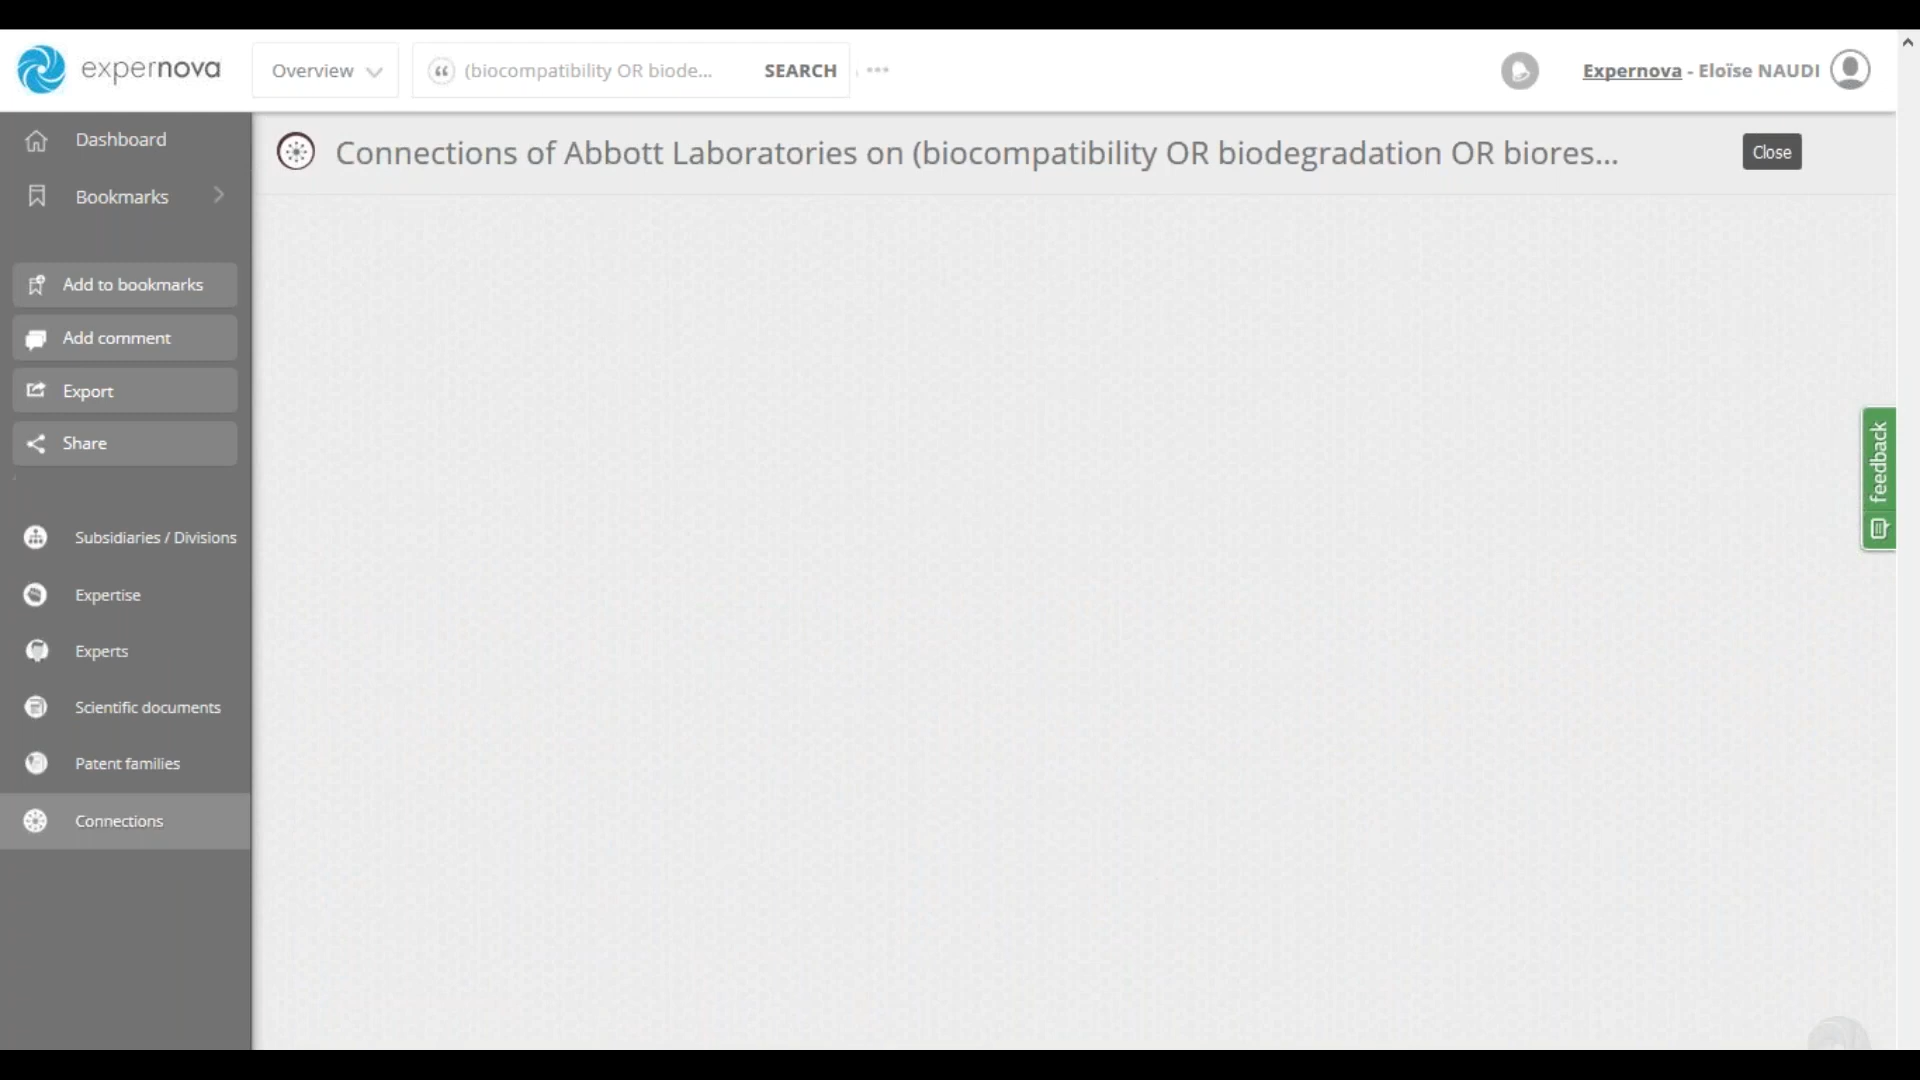 expernova
Overview
“ (biocompatibility OR biode...
SEARCH
Expernova - Eloïse NAUDI
Dashboard
Bookmarks
Add to bookmarks
Add comment
Export
Share
Subsidiaries / Divisions
Expertise
Experts
Scientific documents
Patent families
Connections
Connections of Abbott Laboratories on (biocompatibility OR biodegradation OR biores...
Close
feedback